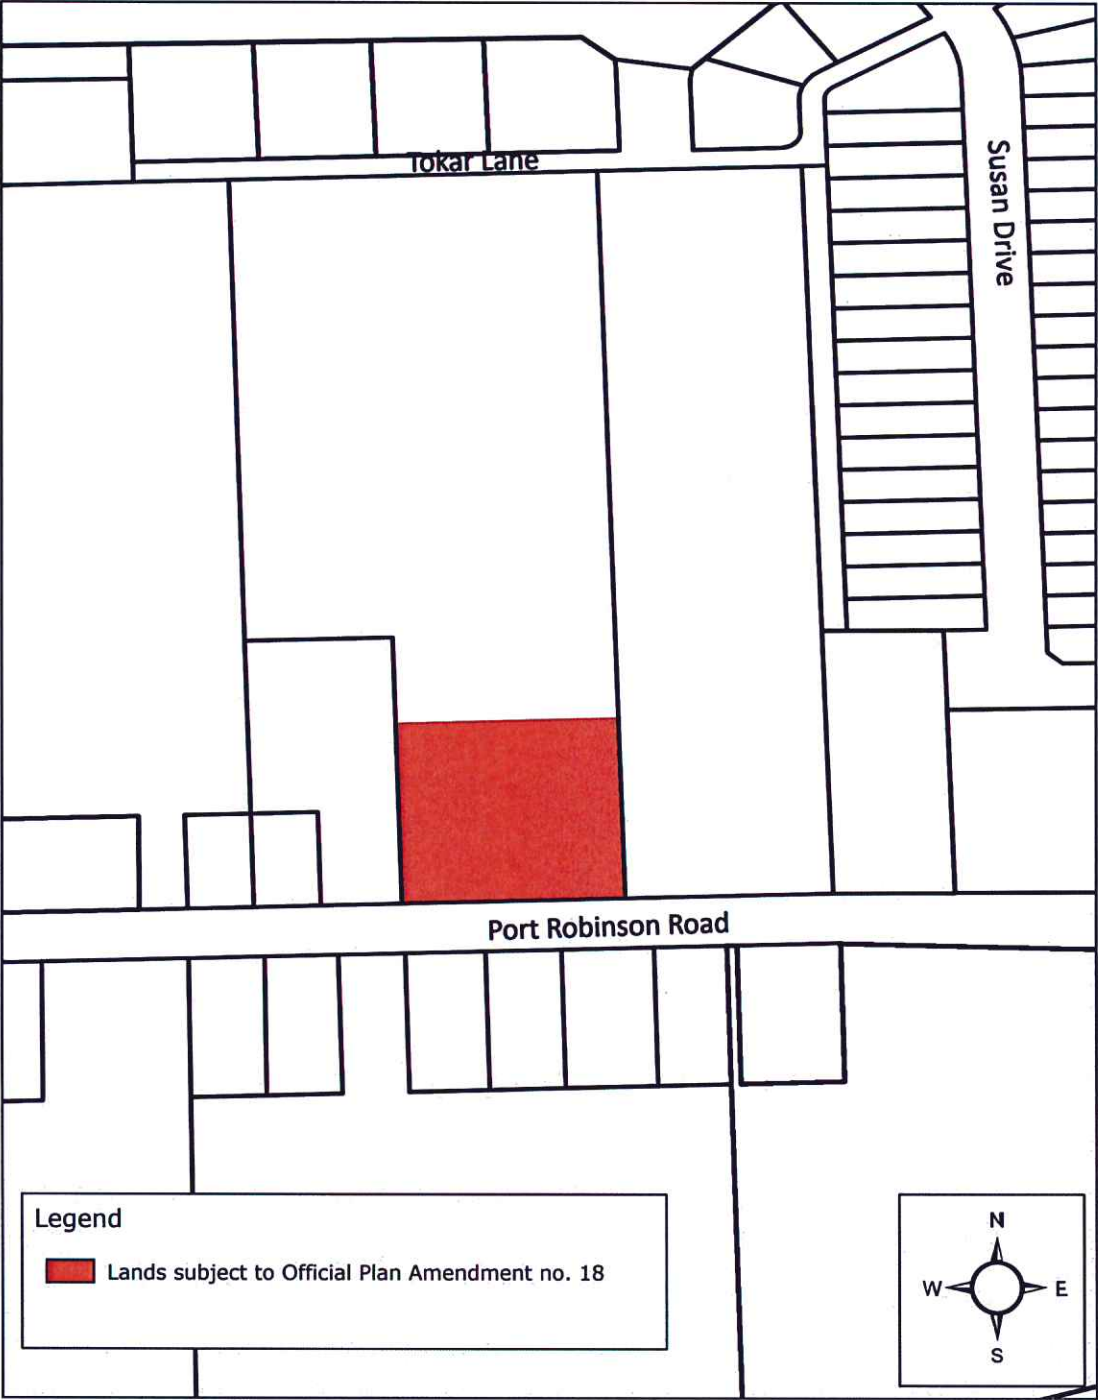 Tokar Lane
Susan Drive
Port Robinson Road
Legend
Lands subject to Official Plan Amendment no. 18
N
W E
S